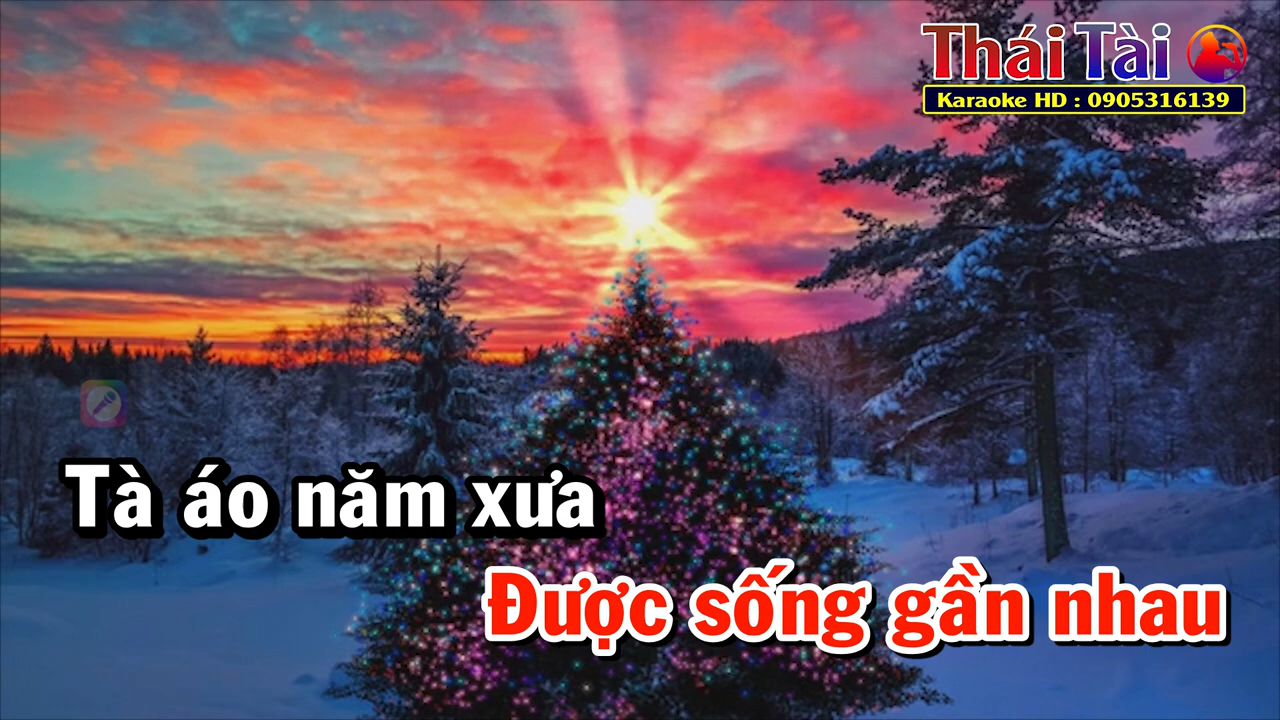 Thái Tài
Karaoke HD : 0905316139
Tà áo năm xưa
Được sống gần nhau